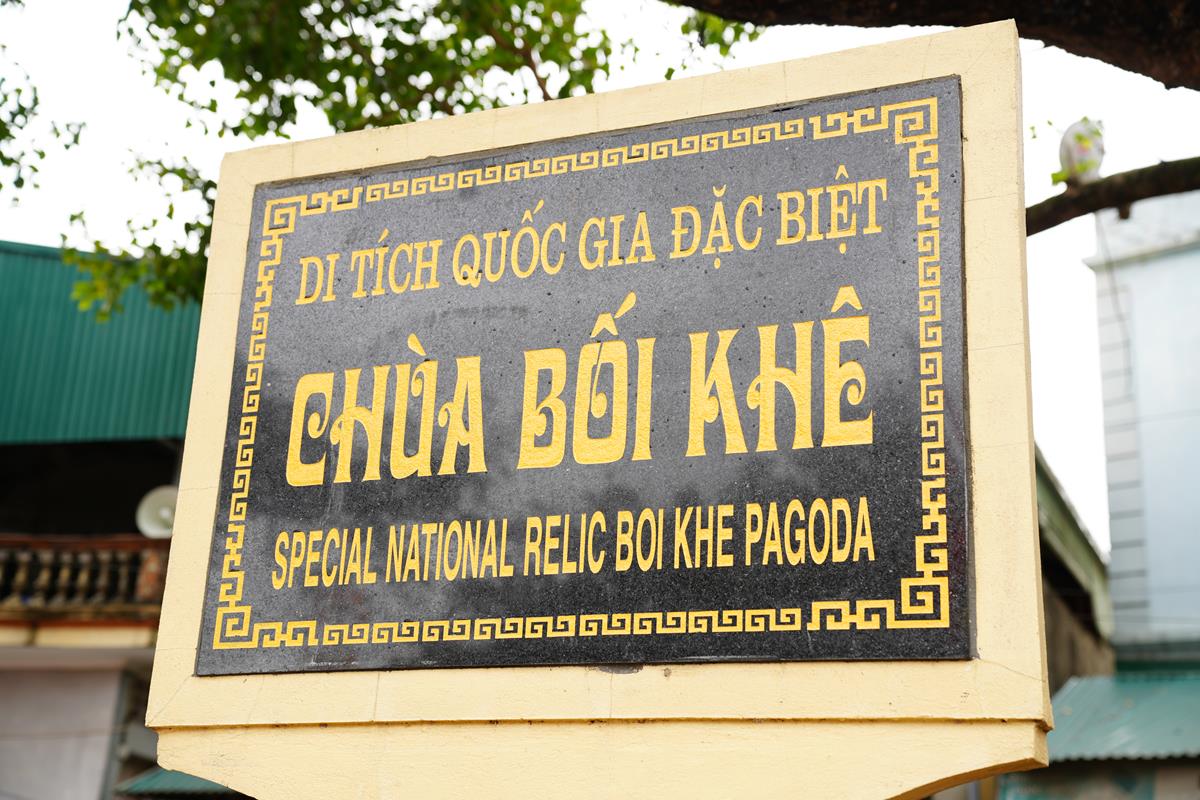 DI TÍCH QUỐC GIA ĐẶC BIỆT
CHÙA BỐI KHÊ
SPECIAL NATIONAL RELIC BOI KHE PAGODA